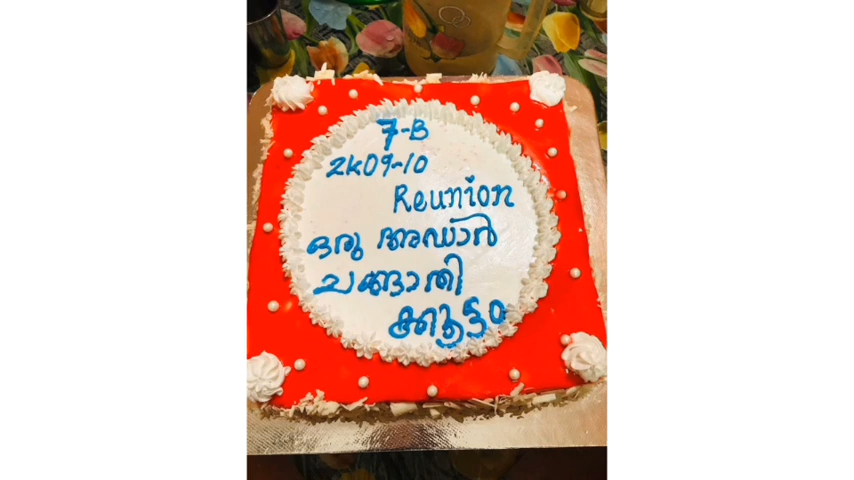 7-B
2K09-10
Reunion
ഒരു അഡാർ
ചങ്ങാതി
ക്കൂട്ടം